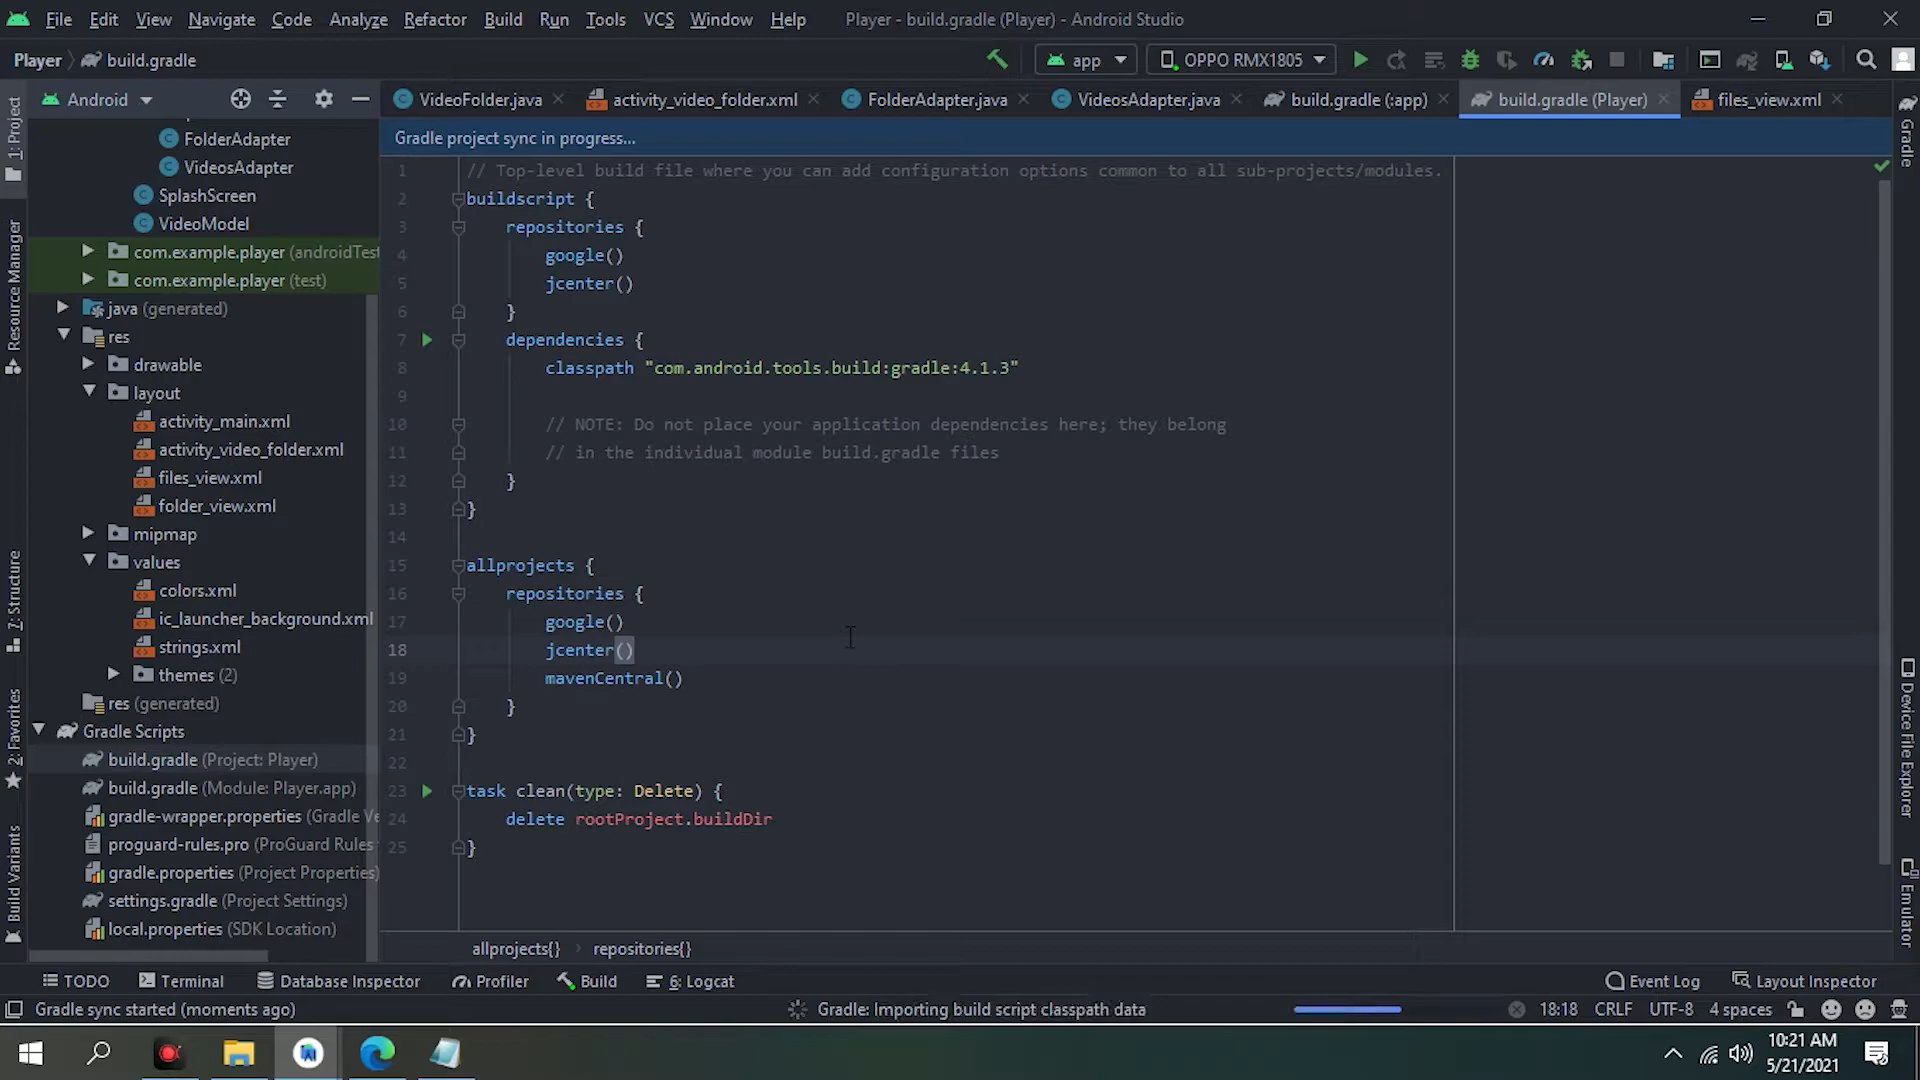 File Edit View Navigate Code Analyze Refactor Build Run Tools VCS Window Help Player - build.gradle (Player) - Android Studio
Player build.gradle app OPPO RMX1805
Android VideoFolder.java activity_video_folder.xml FolderAdapter.java VideosAdapter.java build.gradle (:app) build.gradle (Player) files_view.xml
Gradle project sync in progress...
1: Project
Resource Manager
7: Structure
2: Favorites
Build Variants
FolderAdapter
VideosAdapter
SplashScreen
VideoModel
com.example.player (androidTest
com.example.player (test)
java (generated)
res
drawable
layout
activity_main.xml
activity_video_folder.xml
files_view.xml
folder_view.xml
mipmap
values
colors.xml
ic_launcher_background.xml
strings.xml
themes (2)
res (generated)
Gradle Scripts
build.gradle (Project: Player)
build.gradle (Module: Player.app)
gradle-wrapper.properties (Gradle Ve
proguard-rules.pro (ProGuard Rules
gradle.properties (Project Properties)
settings.gradle (Project Settings)
local.properties (SDK Location)
1 // Top-level build file where you can add configuration options common to all sub-projects/modules.
2 buildscript {
3 repositories {
4 google()
5 jcenter()
6 }
7 dependencies {
8 classpath "com.android.tools.build:gradle:4.1.3"
9
10 // NOTE: Do not place your application dependencies here; they belong
11 // in the individual module build.gradle files
12 }
13 }
14
15 allprojects {
16 repositories {
17 google()
18 jcenter()
19 mavenCentral()
20 }
21 }
22
23 task clean(type: Delete) {
24 delete rootProject.buildDir
25 }
Gradle
Device File Explorer
Emulator
allprojects{} repositories{}
TODO Terminal Database Inspector Profiler Build 6: Logcat Event Log Layout Inspector
Gradle sync started (moments ago) Gradle: Importing build script classpath data 18:18 CRLF UTF-8 4 spaces
10:21 AM
5/21/2021